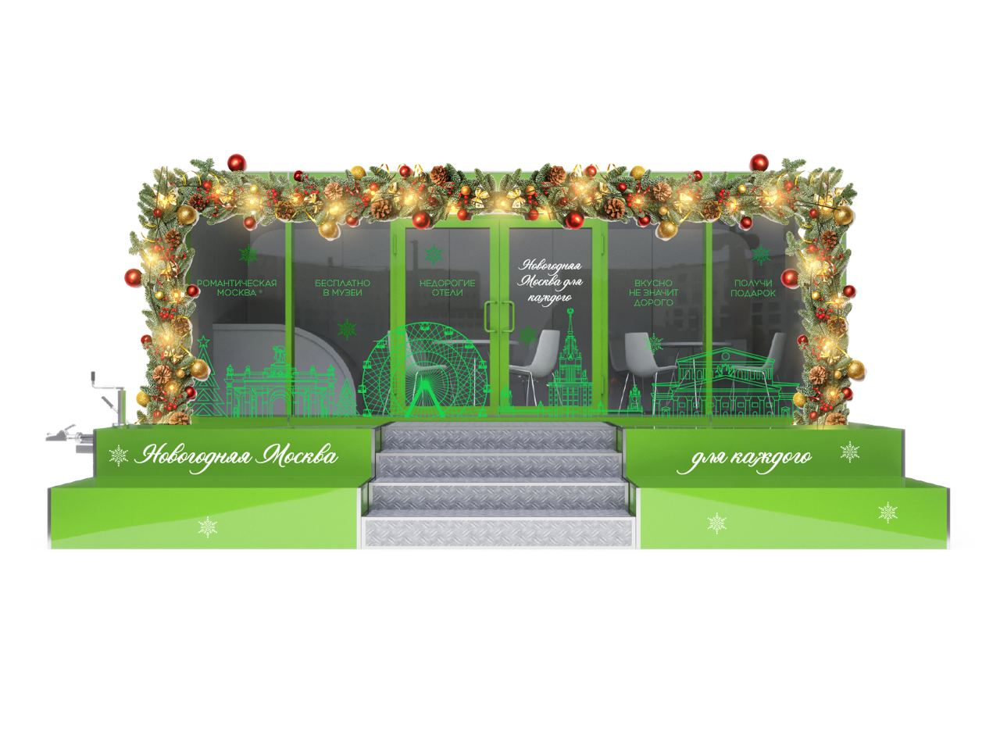 РОМАНТИЧЕСКАЯ
МОСКВА
БЕСПЛАТНО
В МУЗЕИ
НЕДОРОГИЕ
ОТЕЛИ
Новогодняя
Москва для
каждого
ВКУСНО
НЕ ЗНАЧИТ
ДОРОГО
ПОЛУЧИ
ПОДАРОК
Новогодняя Москва
для каждого